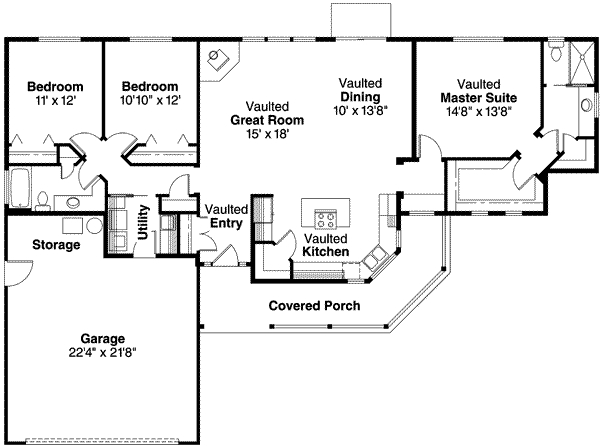 Bedroom
11' x 12'
Bedroom
10'10" x 12'
Vaulted
Great Room
15' x 18'
Vaulted
Dining
10' x 13'8"
Vaulted
Master Suite
14'8" x 13'8"
Utility
Vaulted
Entry
Vaulted
Kitchen
Storage
Covered Porch
Garage
22'4" x 21'8"